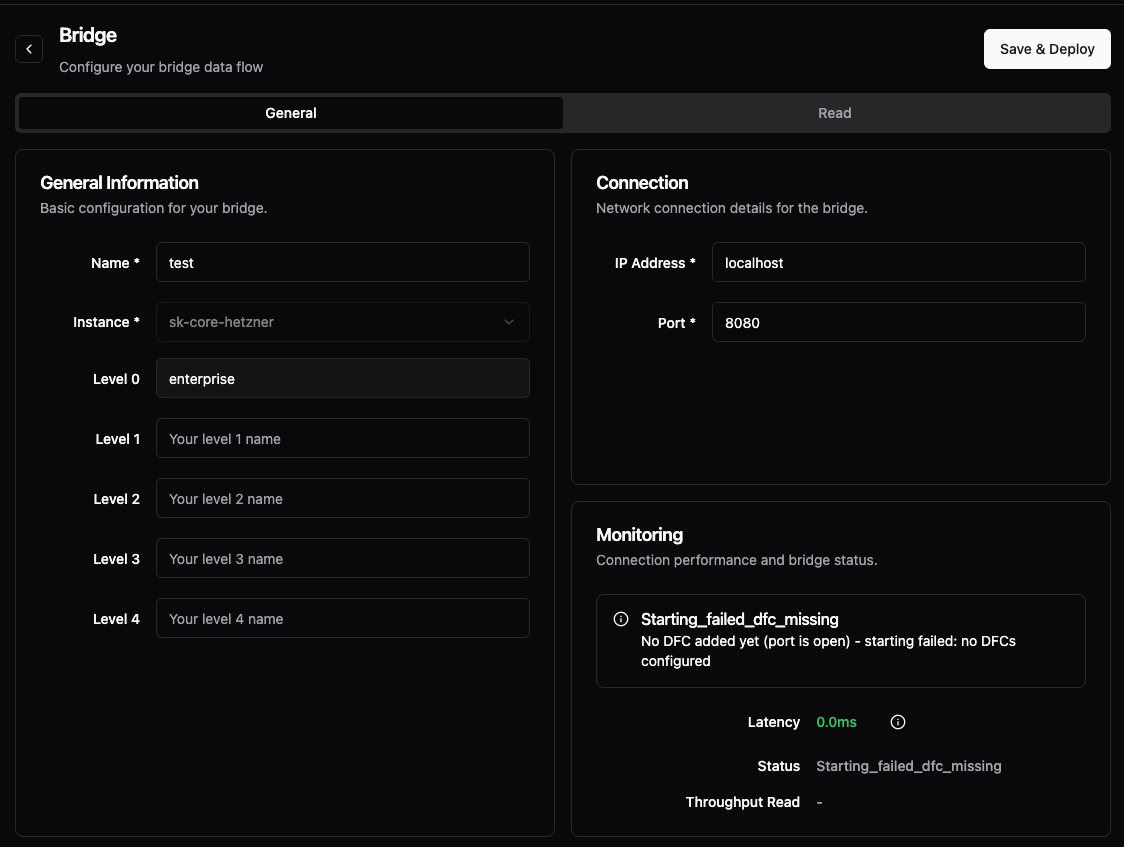 Bridge
Configure your bridge data flow
Save & Deploy
General
Read
General Information
Basic configuration for your bridge.
Name *
test
Instance *
sk-core-hetzner
Level 0
enterprise
Level 1
Your level 1 name
Level 2
Your level 2 name
Level 3
Your level 3 name
Level 4
Your level 4 name
Connection
Network connection details for the bridge.
IP Address *
localhost
Port *
8080
Monitoring
Connection performance and bridge status.
Starting_failed_dfc_missing
No DFC added yet (port is open) - starting failed: no DFCs
configured
Latency
0.0ms
Status
Starting_failed_dfc_missing
Throughput Read
-